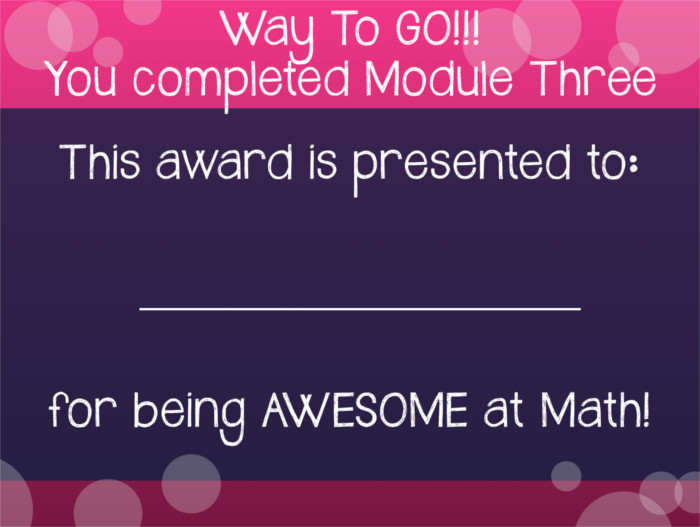 Way To GO!!!
You completed Module Three
This award is presented to:
for being AWESOME at Math!